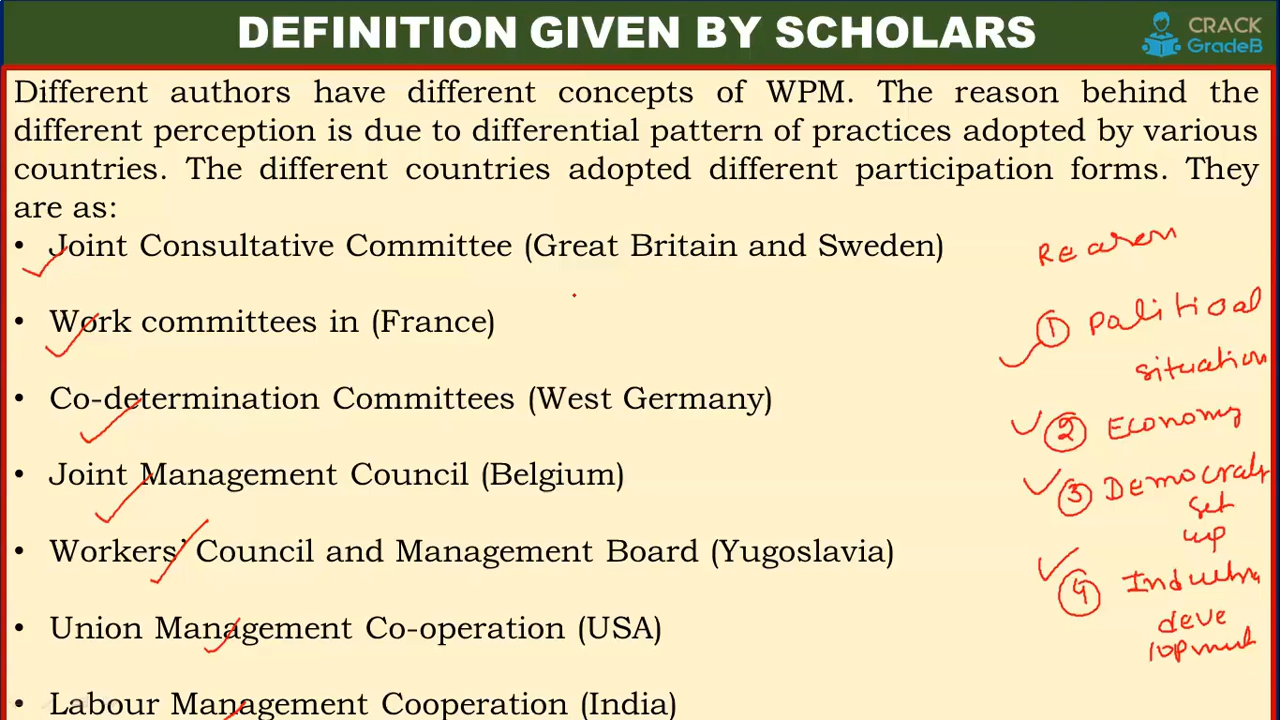 DEFINITION GIVEN BY SCHOLARS
CRACK
GradeB
Different authors have different concepts of WPM. The reason behind the
different perception is due to differential pattern of practices adopted by various
countries. The different countries adopted different participation forms. They
are as:
• Joint Consultative Committee (Great Britain and Sweden)
• Work committees in (France)
• Co-determination Committees (West Germany)
• Joint Management Council (Belgium)
• Workers' Council and Management Board (Yugoslavia)
• Union Management Co-operation (USA)
• Labour Management Cooperation (India)
Reason
① Political
situation
② Economy
③
set
up
④
deve
lopment